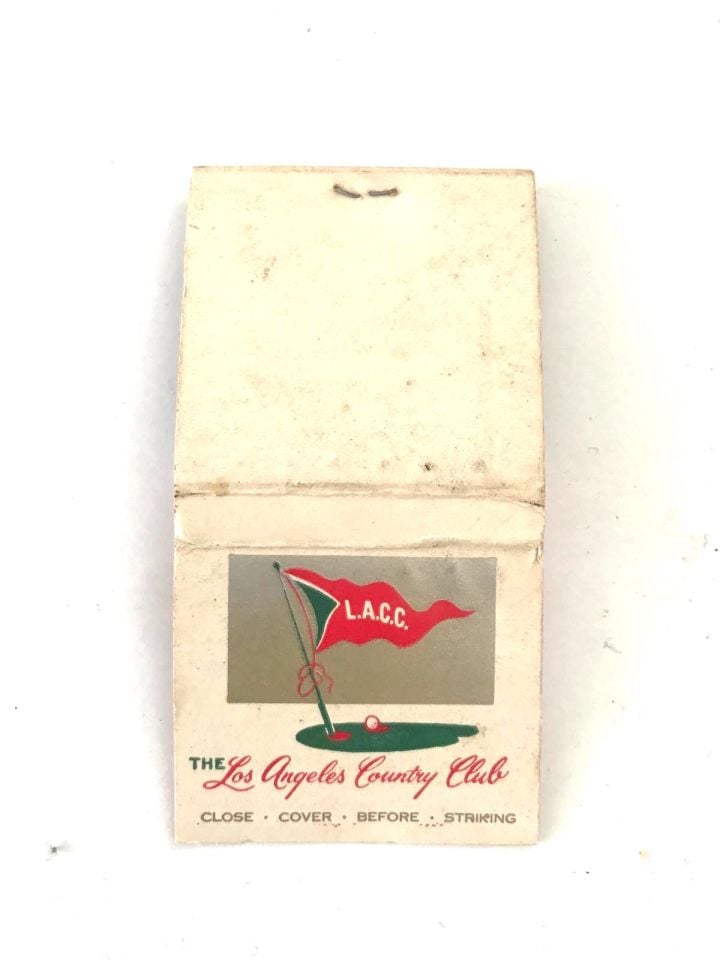 L.A.C.C.
THE Los Angeles Country Club
CLOSE · COVER · BEFORE · STRIKING